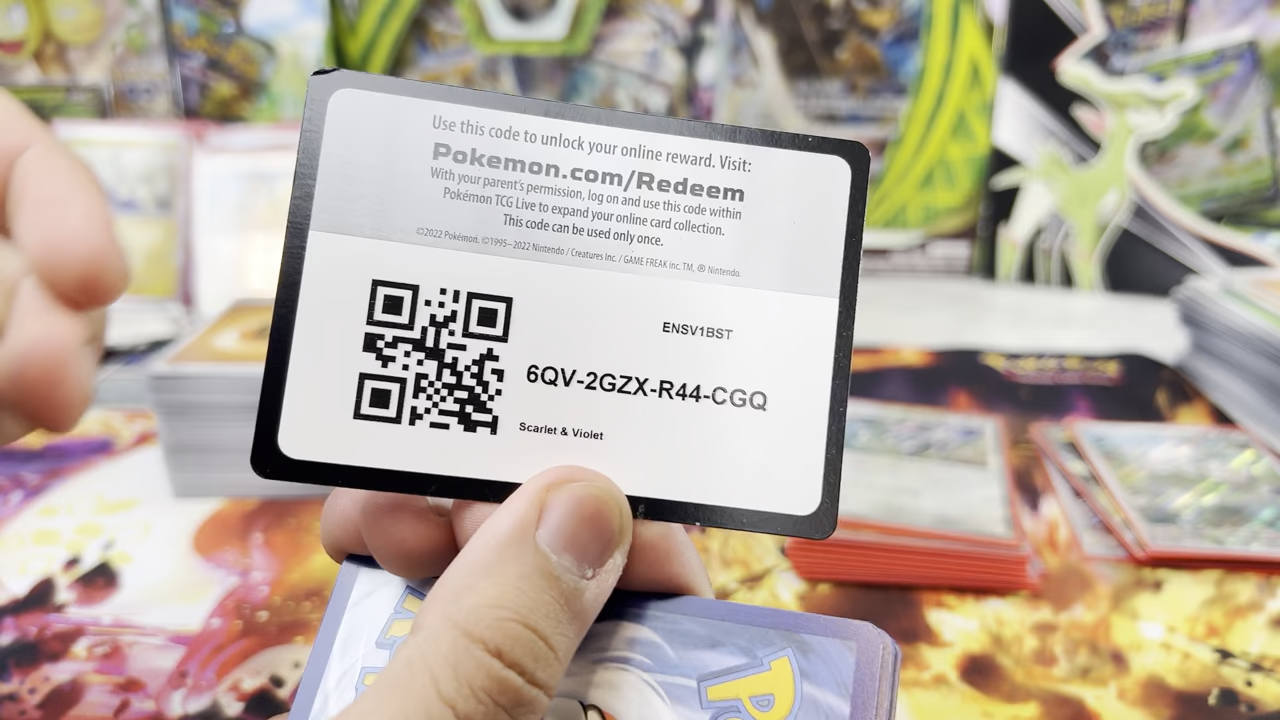 Use this code to unlock your online reward. Visit:
Pokemon.com/Redeem
With your parent's permission, log on and use this code within
Pokémon TCG Live to expand your online card collection.
This code can be used only once.
©2022 Pokémon. ©1995–2022 Nintendo / Creatures Inc. / GAME FREAK inc. TM, ® Nintendo.
ENSV1BST
6QV-2GZX-R44-CGQ
Scarlet & Violet